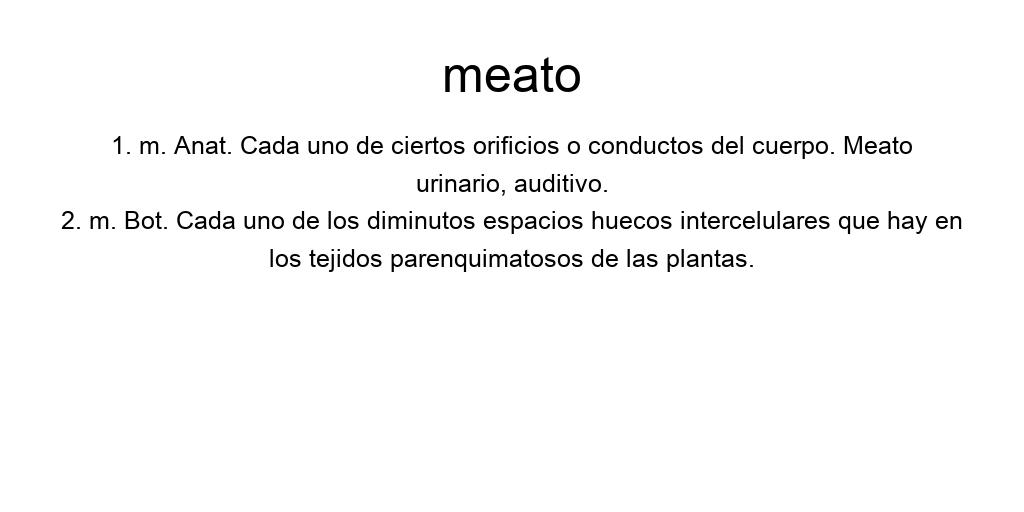 meato
1. m. Anat. Cada uno de ciertos orificios o conductos del cuerpo. Meato
urinario, auditivo.
2. m. Bot. Cada uno de los diminutos espacios huecos intercelulares que hay en
los tejidos parenquimatosos de las plantas.